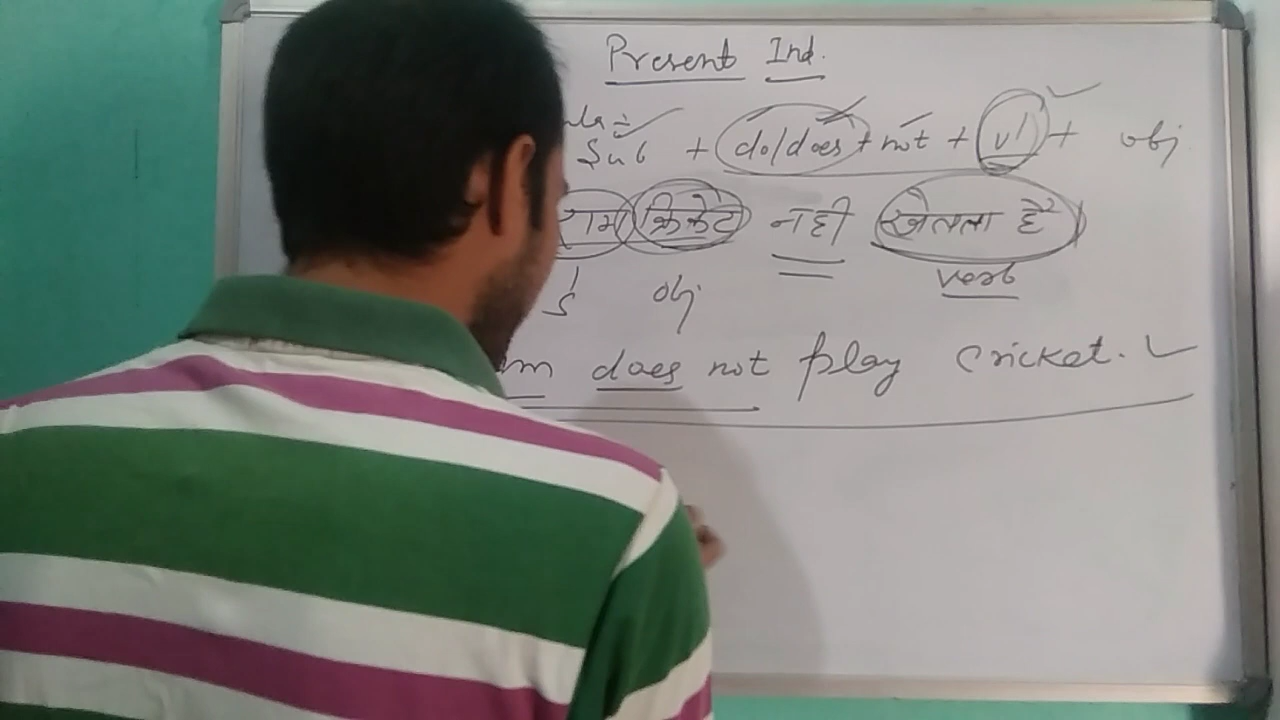 Present Ind.
Sub + do/does + not + v1 + obj
राम क्रिकेट नही खेलता है
S obj verb
does not play cricket.